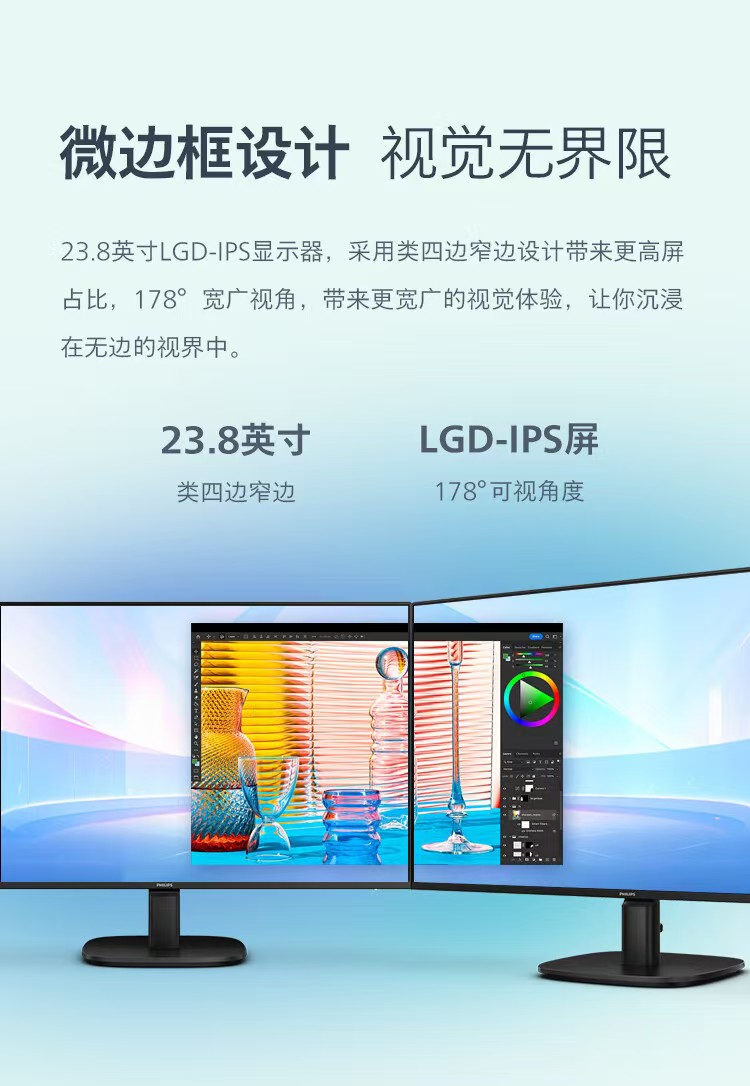 微边框设计 视觉无界限
23.8英寸LGD-IPS显示器，采用类四边窄边设计带来更高屏
占比，178°宽广视角，带来更宽广的视觉体验，让你沉浸
在无边的视界中。
23.8英寸 LGD-IPS屏
类四边窄边 178°可视角度
PHILIPS PHILIPS